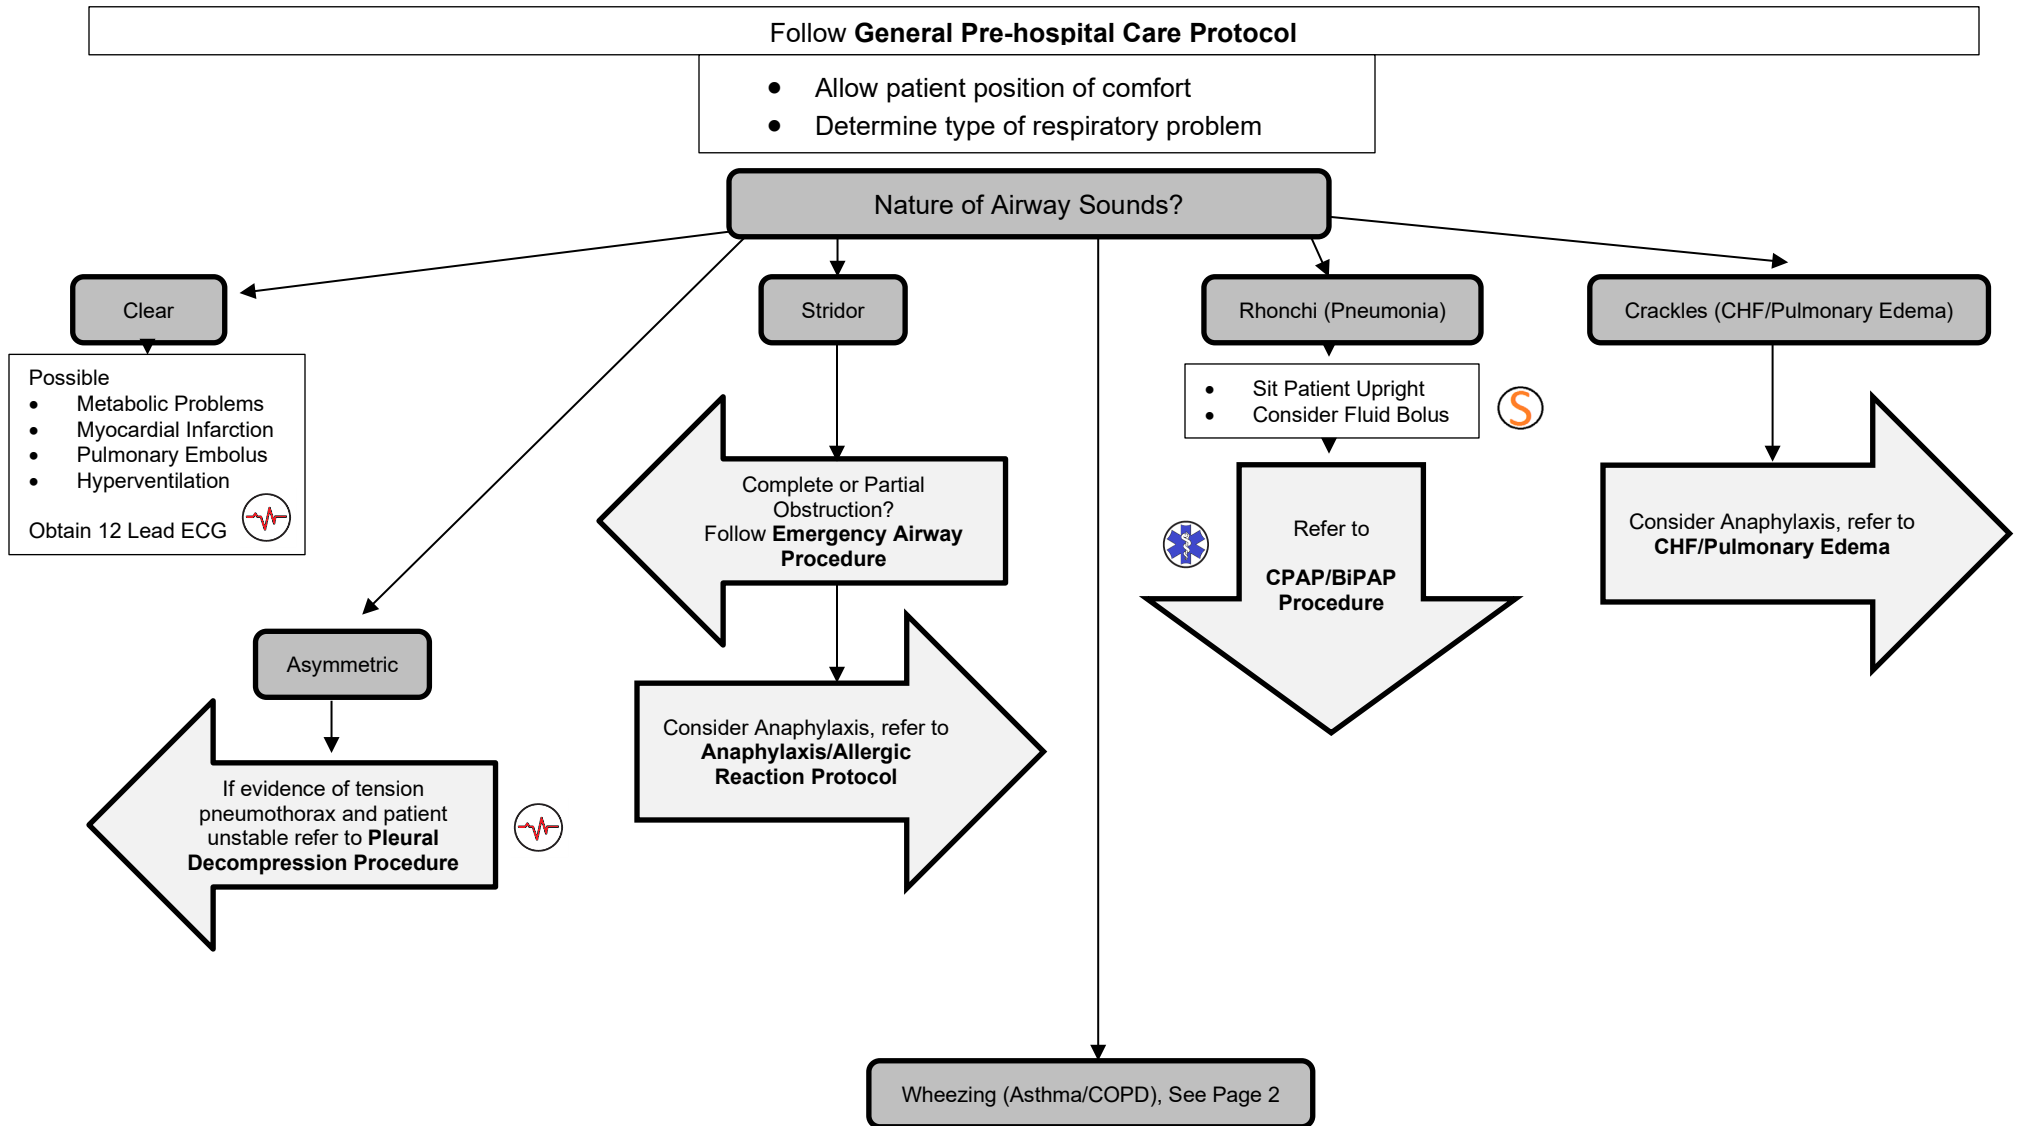 Follow General Pre-hospital Care Protocol
• Allow patient position of comfort
• Determine type of respiratory problem
Nature of Airway Sounds?
Clear
Possible
• Metabolic Problems
• Myocardial Infarction
• Pulmonary Embolus
• Hyperventilation
Obtain 12 Lead ECG
Asymmetric
If evidence of tension
pneumothorax and patient
unstable refer to Pleural
Decompression Procedure
Stridor
Complete or Partial
Obstruction?
Follow Emergency Airway
Procedure
Consider Anaphylaxis, refer to
Anaphylaxis/Allergic
Reaction Protocol
Rhonchi (Pneumonia)
• Sit Patient Upright
• Consider Fluid Bolus
S
Refer to
CPAP/BiPAP
Procedure
Crackles (CHF/Pulmonary Edema)
Consider Anaphylaxis, refer to
CHF/Pulmonary Edema
Wheezing (Asthma/COPD), See Page 2